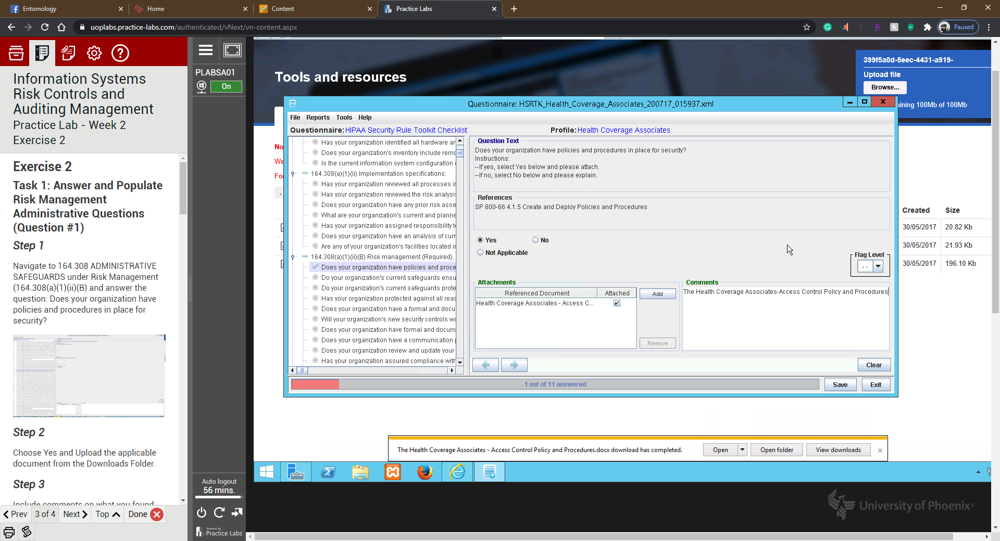 Entomology
Home
Content
Practice Labs
uoplabs.practice-labs.com/authenticated/vNext/vn-content.aspx
Paused
Information Systems
Risk Controls and
Auditing Management
Practice Lab - Week 2
Exercise 2
Exercise 2
Task 1: Answer and Populate
Risk Management
Administrative Questions
(Question #1)
Step 1
Navigate to 164.308 ADMINISTRATIVE
SAFEGUARDS under Risk Management
(164.308(a)(1)(ii)(B) and answer the
question: Does your organization have
policies and procedures in place for
security?
Step 2
Choose Yes and Upload the applicable
document from the Downloads Folder.
Step 3
Include comments on what you found
Prev
3 of 4
Next
Top
Done
PLABSA01
On
Auto logout
56 mins.
Powered by
Practice Labs
Tools and resources
399f5a0d-5eec-4431-a919-
Upload file
Browse...
aining 100Mb of 100Mb
No
We
Fo
Created Size
30/05/2017 20.82 Kb
30/05/2017 21.93 Kb
30/05/2017 196.10 Kb
Questionnaire: HSRTK_Health_Coverage_Associates_200717_015937.xml
File Reports Tools Help
Questionnaire: HIPAA Security Rule Toolkit Checklist
Profile: Health Coverage Associates
Has your organization identified all hardware an
Does your organization's inventory include remo
Is the current information system configuration
164.308(a)(1)(ii) Implementation specifications:
Has your organization reviewed all processes in
Has your organization reviewed the risk analysi
Does your organization have any prior risk asse
What are your organization's current and planne
Has your organization assigned responsibility t
Does your organization have an analysis of curr
Are any of your organization's facilities located i
164.308(a)(1)(ii)(B) Risk management (Required).
Does your organization have policies and proce
Do your organization's current safeguards ensu
Do your organization's current safeguards prote
Has your organization protected against all reas
Does your organization have a formal and docu
Will your organization's new security controls wo
Does your organization have formal and docum
Does your organization have a communication
Does your organization review and update your
Has your organization assured compliance with
Question Text
Does your organization have policies and procedures in place for security?
Instructions:
--If yes, select Yes below and please attach.
--If no, select No below and please explain.
References
SP 800-66 4.1.5 Create and Deploy Policies and Procedures
Yes
No
Not Applicable
Flag Level
--
Attachments
Referenced Document Attached
Health Coverage Associates - Access C...
Add
Remove
Comments
The Health Coverage Associates-Access Control Policy and Procedures
Clear
1 out of 11 answered
Save
Exit
The Health Coverage Associates - Access Control Policy and Procedures.docx download has completed.
Open
Open folder
View downloads
University of Phoenix